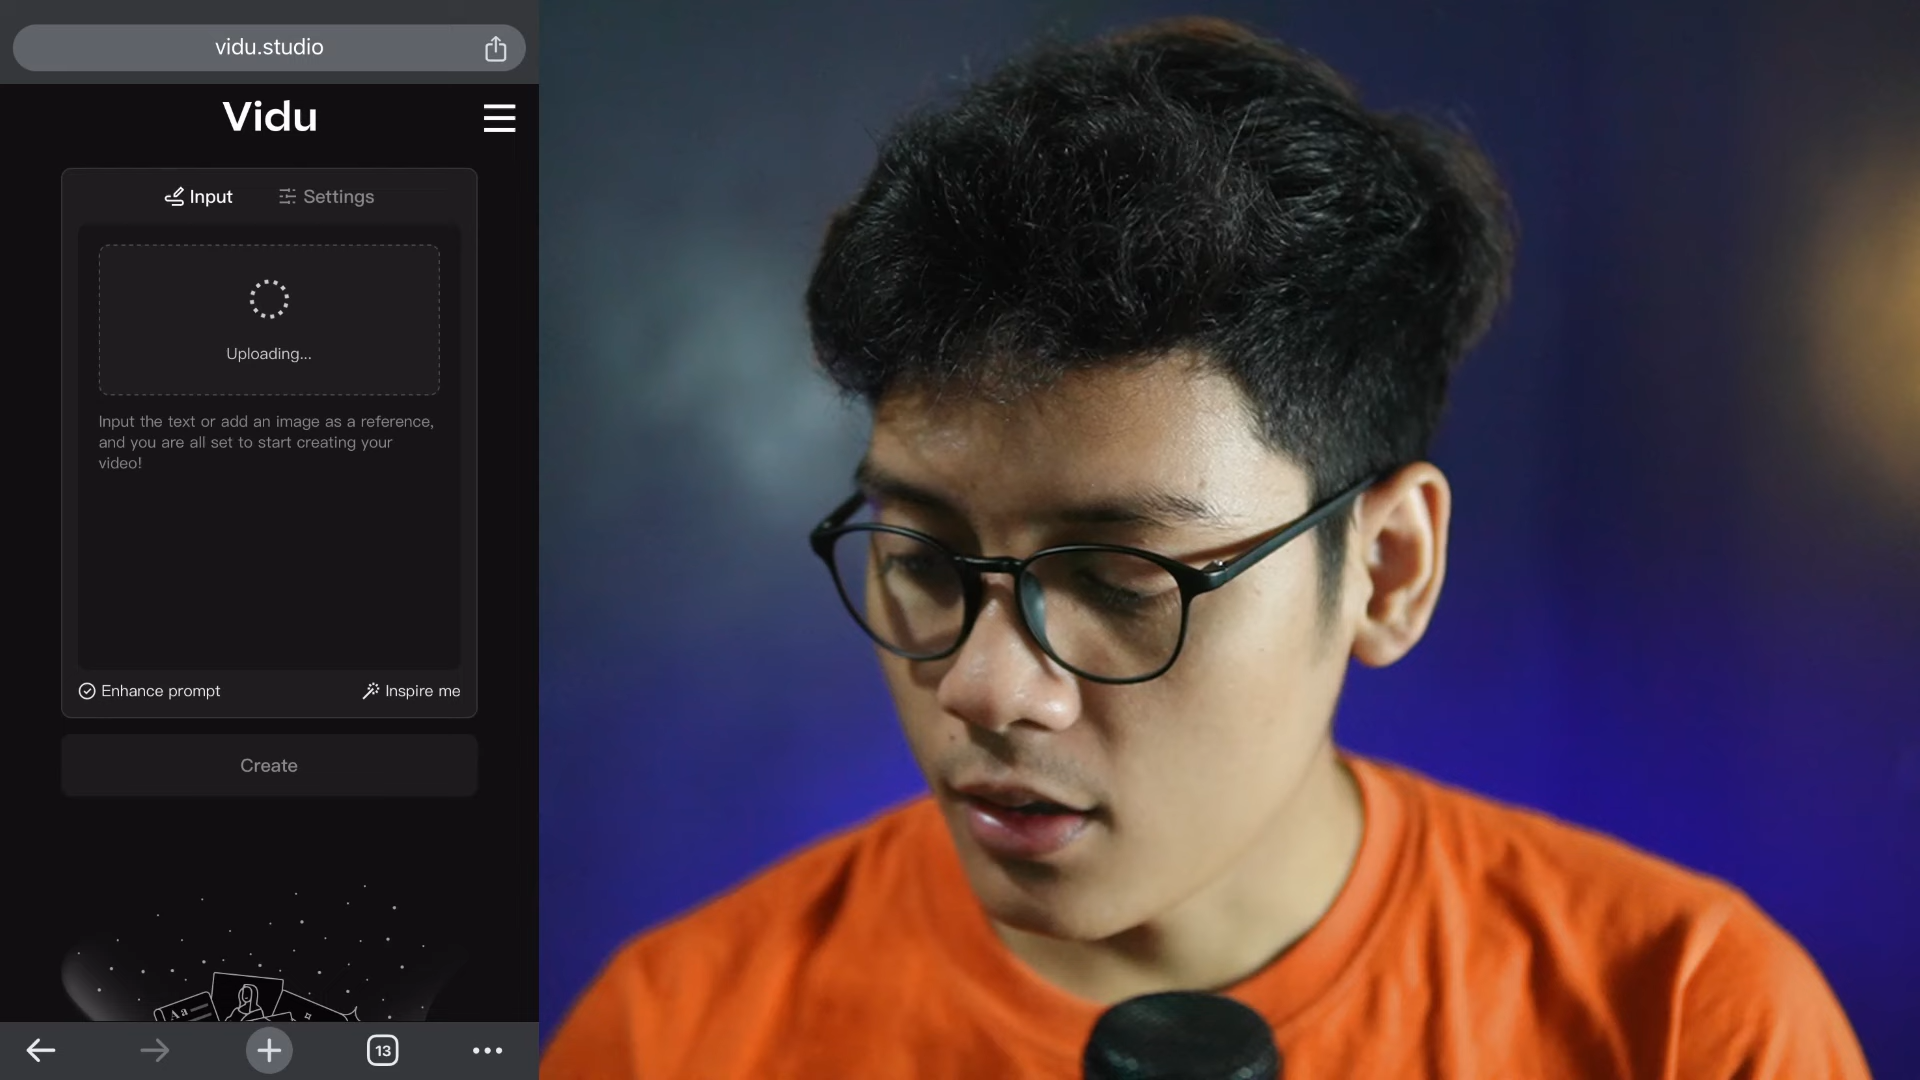 vidu.studio
Vidu
Input
Settings
Uploading...
Input the text or add an image as a reference,
and you are all set to start creating your
video!
Enhance prompt
Inspire me
Create
Aa
13